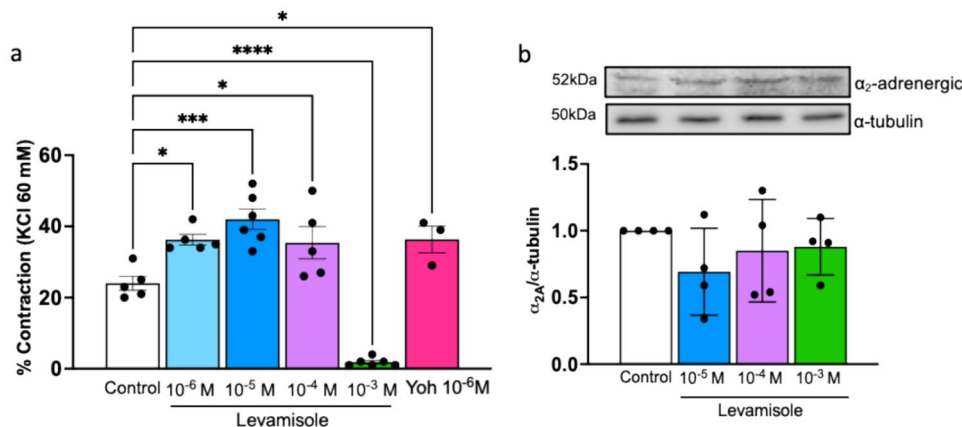 a
*
****
*
***
*
% Contraction (KCl 60 mM)
60
40
20
0
Control
10⁻⁶ M
10⁻⁵ M
10⁻⁴ M
10⁻³ M
Yoh 10⁻⁶M
Levamisole
b
52kDa
α₂-adrenergic
50kDa
α-tubulin
α₂A/α-tubulin
1.5
1.0
0.5
0.0
Control
10⁻⁵ M
10⁻⁴ M
10⁻³ M
Levamisole